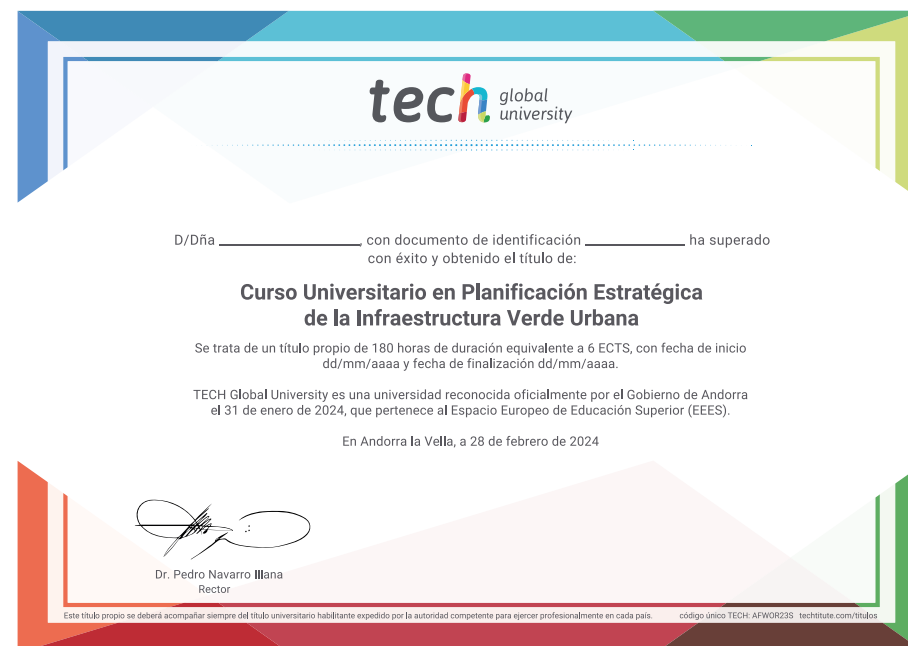 tech global university
D/Dña ______________, con documento de identificación __________ ha superado
con éxito y obtenido el título de:
Curso Universitario en Planificación Estratégica
de la Infraestructura Verde Urbana
Se trata de un título propio de 180 horas de duración equivalente a 6 ECTS, con fecha de inicio
dd/mm/aaaa y fecha de finalización dd/mm/aaaa.
TECH Global University es una universidad reconocida oficialmente por el Gobierno de Andorra
el 31 de enero de 2024, que pertenece al Espacio Europeo de Educación Superior (EEES).
En Andorra la Vella, a 28 de febrero de 2024
Dr. Pedro Navarro Illana
Rector
Este título propio se deberá acompañar siempre del título universitario habilitante expedido por la autoridad competente para ejercer profesionalmente en cada país. código único TECH: AFWOR23S techtitute.com/titulos